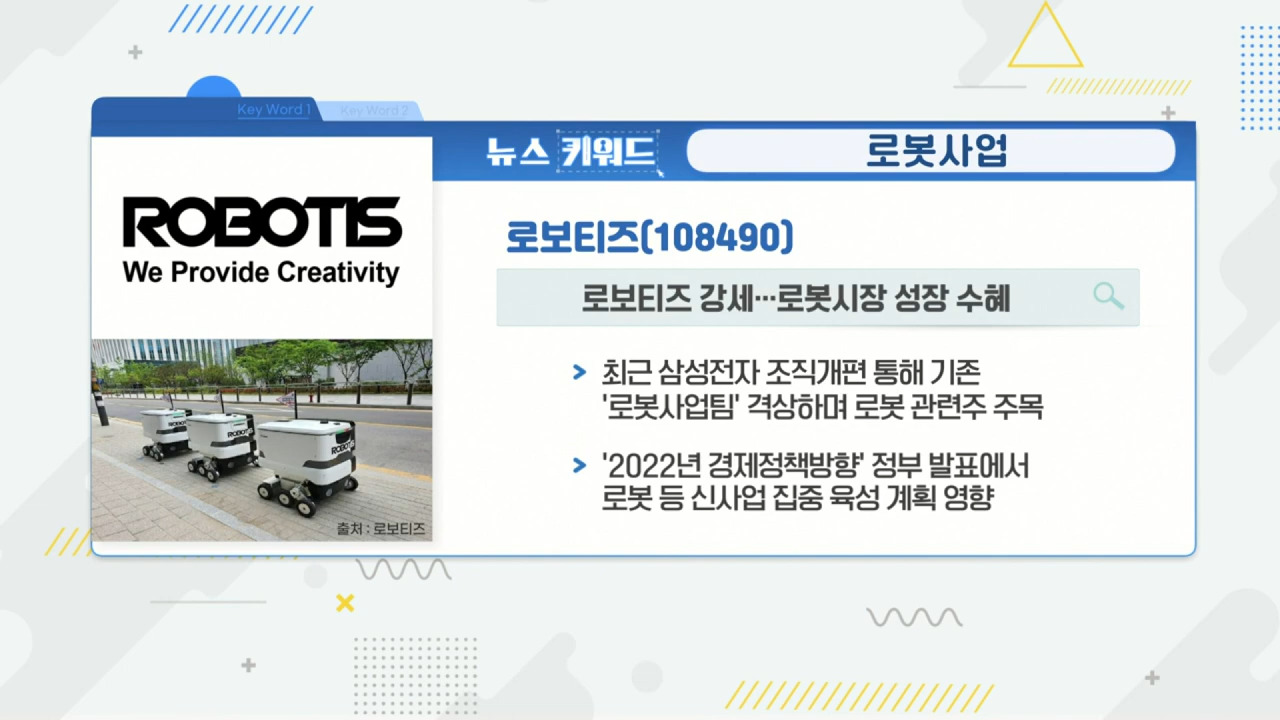 Key Word 1
Key Word 2
뉴스 키워드
로봇사업
ROBOTIS
We Provide Creativity
로보티즈(108490)
로보티즈 강세···로봇시장 성장 수혜
최근 삼성전자 조직개편 통해 기존
'로봇사업팀' 격상하며 로봇 관련주 주목
'2022년 경제정책방향' 정부 발표에서
로봇 등 신사업 집중 육성 계획 영향
ROBOTIS
ROBOTIS
ROBOTIS
출처 : 로보티즈